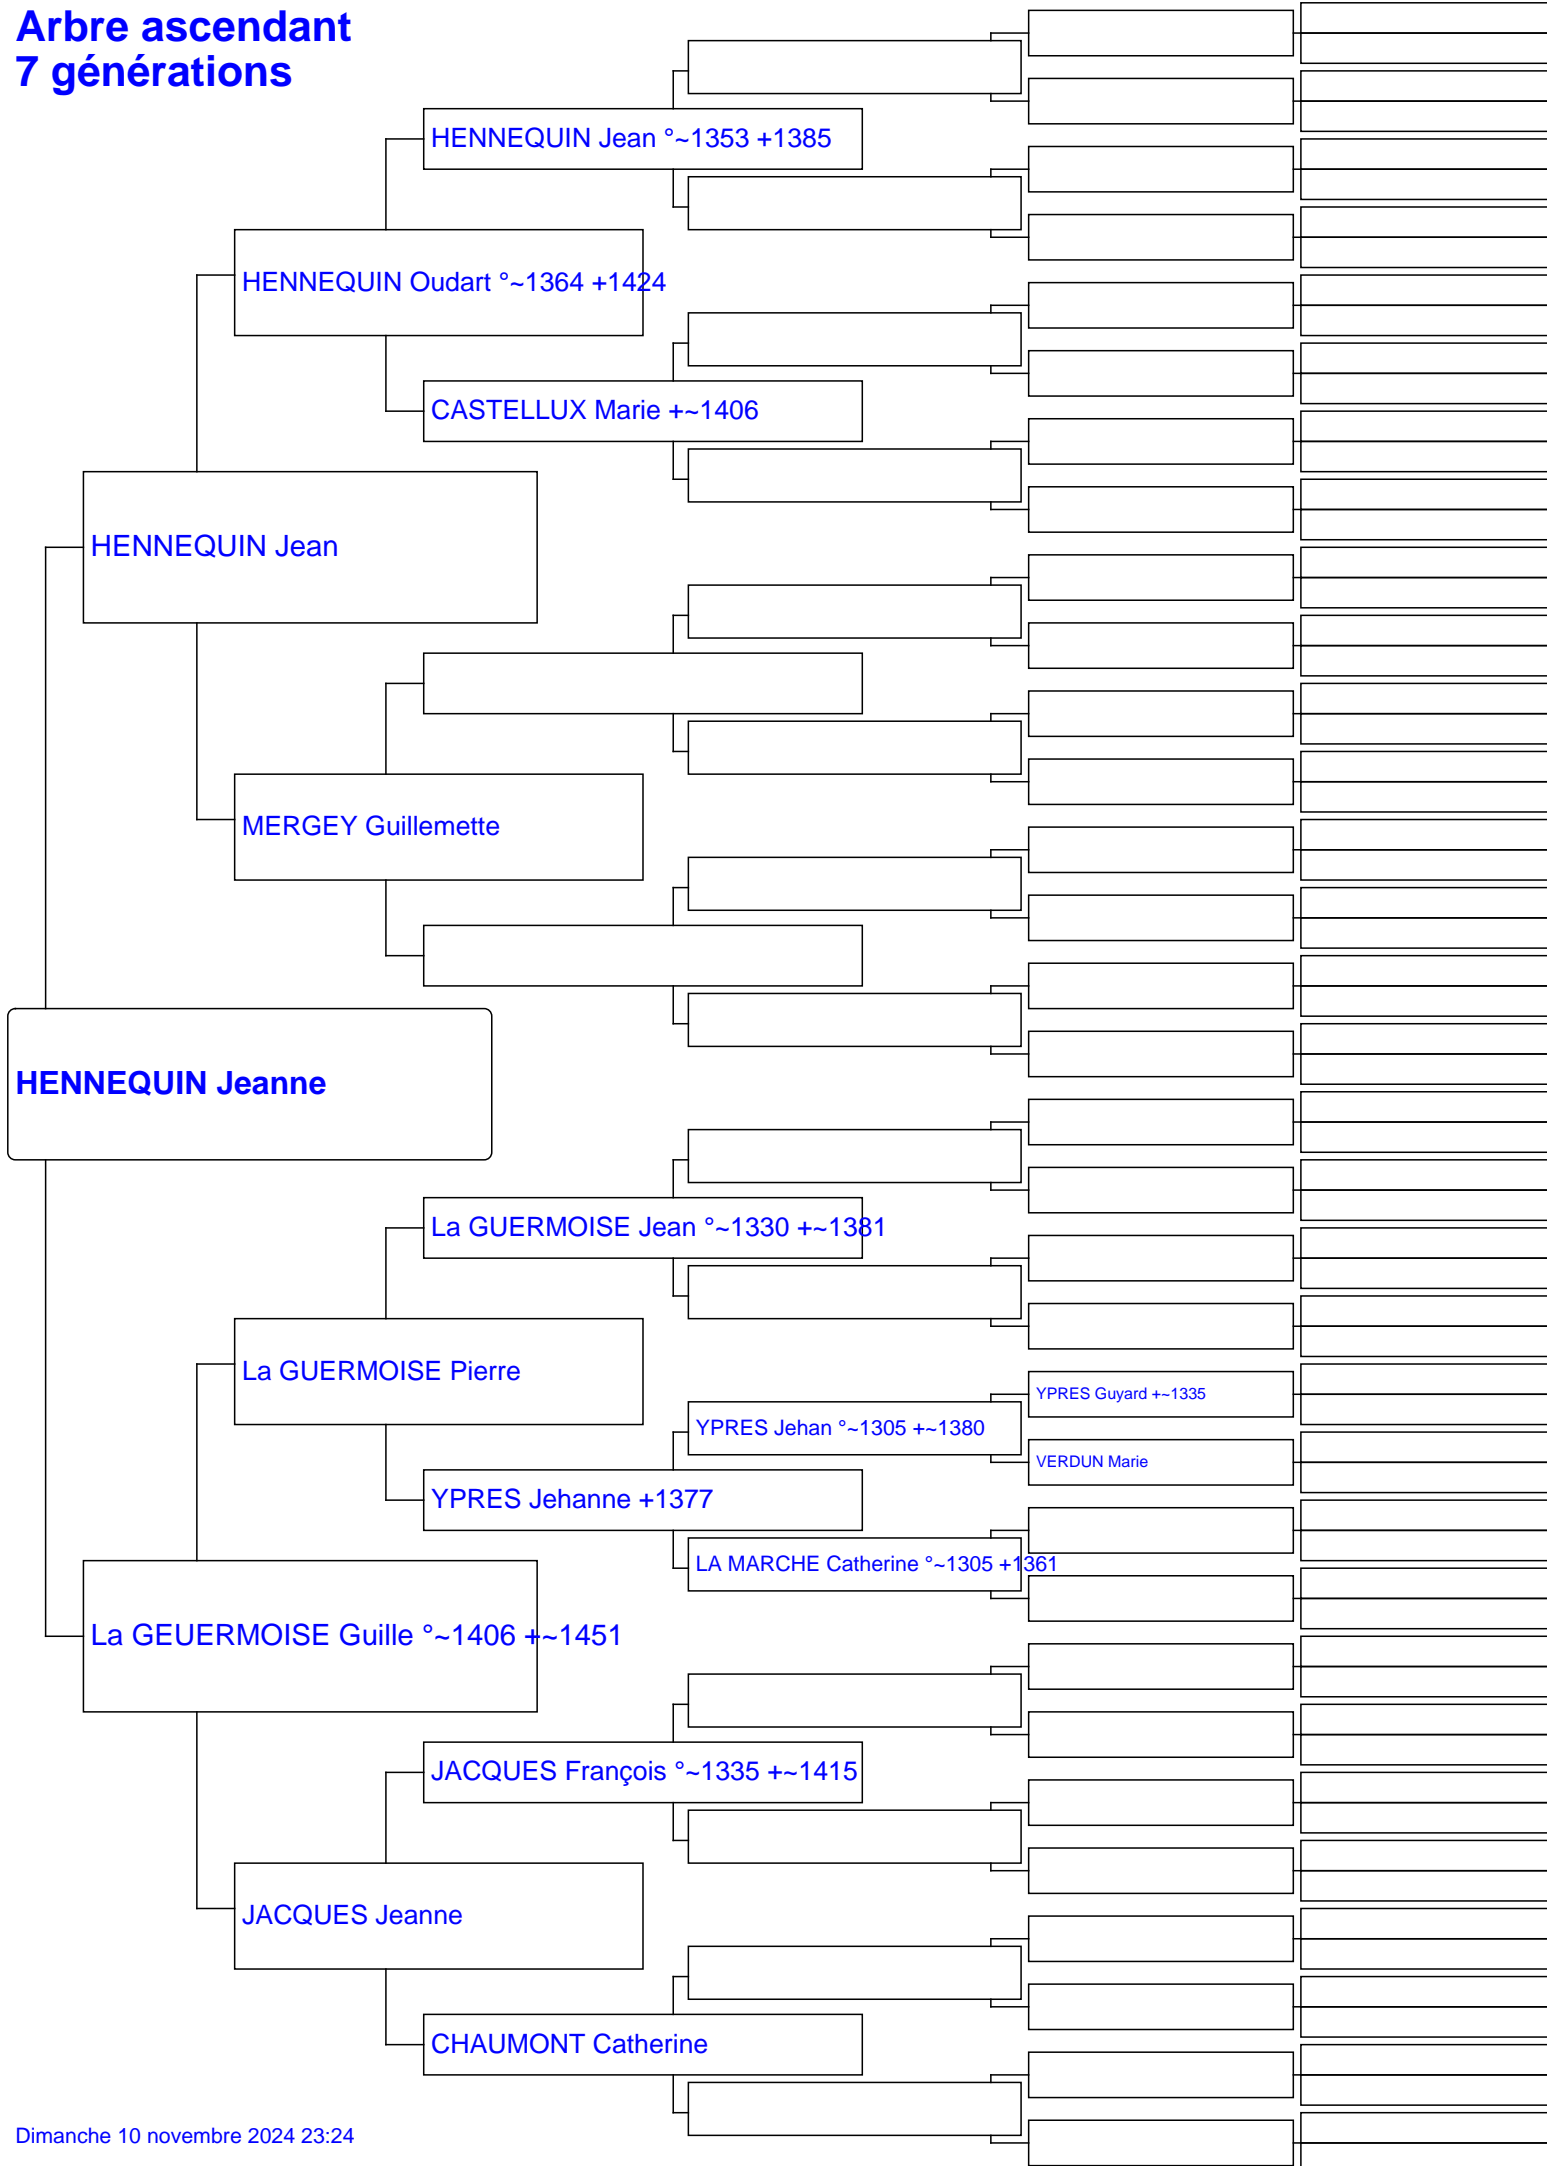 Arbre ascendant
7 générations
HENNEQUIN Jean °~1353 +1385
HENNEQUIN Oudart °~1364 +1424
CASTELLUX Marie +~1406
HENNEQUIN Jean
MERGEY Guillemette
HENNEQUIN Jeanne
La GUERMOISE Jean °~1330 +~1381
La GUERMOISE Pierre
YPRES Guyard +~1335
YPRES Jehan °~1305 +~1380
VERDUN Marie
YPRES Jehanne +1377
LA MARCHE Catherine °~1305 +1361
La GEUERMOISE Guille °~1406 +~1451
JACQUES François °~1335 +~1415
JACQUES Jeanne
CHAUMONT Catherine
Dimanche 10 novembre 2024 23:24